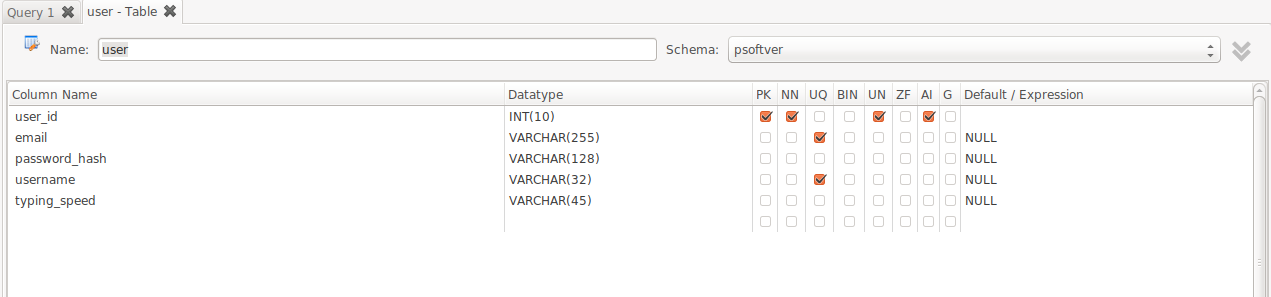 Query 1 user - Table
Name: user Schema: psoftver
Column Name Datatype PK NN UQ BIN UN ZF AI G Default / Expression
user_id INT(10)
email VARCHAR(255) NULL
password_hash VARCHAR(128) NULL
username VARCHAR(32) NULL
typing_speed VARCHAR(45) NULL